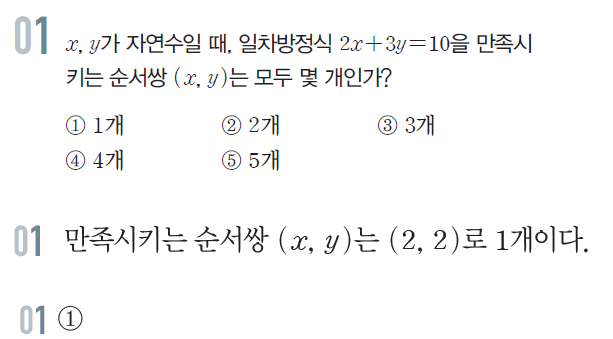 01 x, y가 자연수일 때, 일차방정식 2x+3y=10을 만족시
키는 순서쌍 (x, y)는 모두 몇 개인가?
① 1개 ② 2개 ③ 3개
④ 4개 ⑤ 5개
01 만족시키는 순서쌍 (x, y)는 (2, 2)로 1개이다.
01 ①